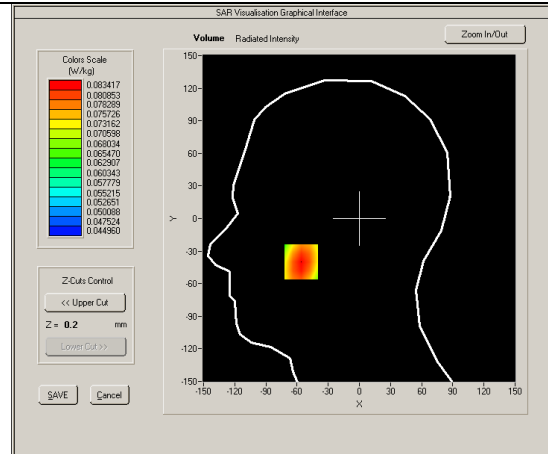 SAR Visualisation Graphical Interface
Volume Radiated Intensity
Zoom In/Out
Colors Scale
(W/kg)
0.083417
0.080853
0.078289
0.075726
0.073162
0.070598
0.068034
0.065470
0.062907
0.060343
0.057779
0.055215
0.052651
0.050088
0.047524
0.044960
Z-Cuts Control
<< Upper Cut
Z = 0.2 mm
Lower Cut >>
SAVE Cancel
150
120
90
60
30
0
-30
-60
-90
-120
-150
Y
-150 -120 -90 -60 -30 0 30 60 90 120 150
X